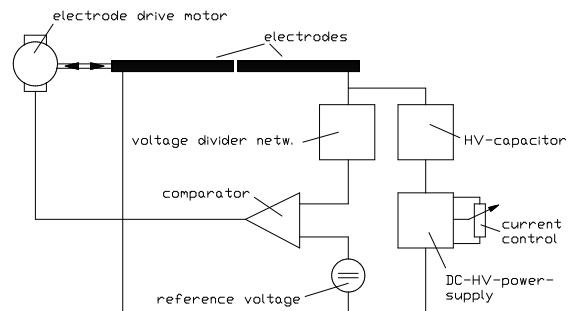 electrode drive motor
electrodes
voltage divider netw.
HV-capacitor
comparator
current
control
DC-HV-power-
supply
reference voltage